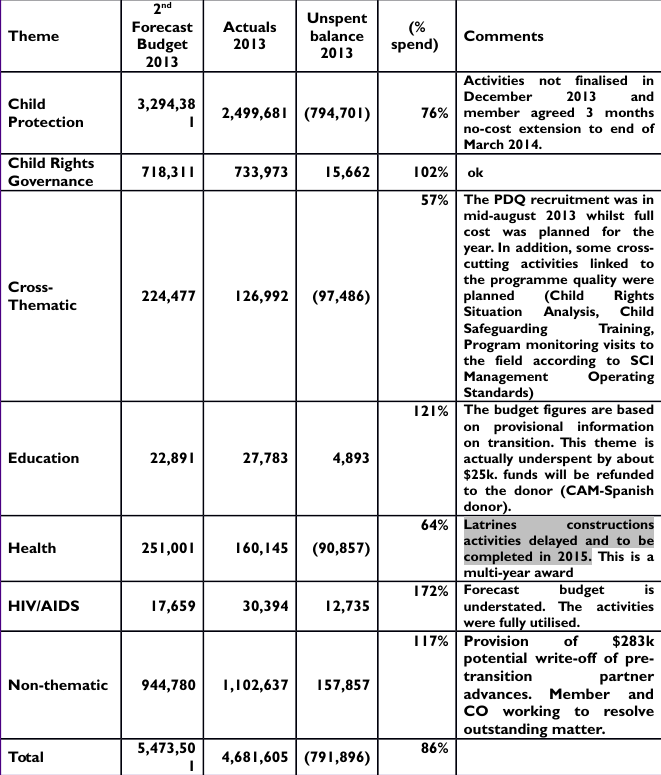 Theme
2nd
Forecast
Budget
2013
Actuals
2013
Unspent
balance
2013
(%
spend)
Comments
Child
Protection
3,294,38
1
2,499,681
(794,701)
76%
Activities not finalised in
December 2013 and
member agreed 3 months
no-cost extension to end of
March 2014.
Child Rights
Governance
718,311
733,973
15,662
102%
ok
Cross-
Thematic
224,477
126,992
(97,486)
57%
The PDQ recruitment was in
mid-august 2013 whilst full
cost was planned for the
year. In addition, some cross-
cutting activities linked to
the programme quality were
planned (Child Rights
Situation Analysis, Child
Safeguarding Training,
Program monitoring visits to
the field according to SCI
Management Operating
Standards)
Education
22,891
27,783
4,893
121%
The budget figures are based
on provisional information
on transition. This theme is
actually underspent by about
$25k. funds will be refunded
to the donor (CAM-Spanish
donor).
Health
251,001
160,145
(90,857)
64%
Latrines constructions
activities delayed and to be
completed in 2015. This is a
multi-year award
HIV/AIDS
17,659
30,394
12,735
172%
Forecast budget is
understated. The activities
were fully utilised.
Non-thematic
944,780
1,102,637
157,857
117%
Provision of $283k
potential write-off of pre-
transition partner
advances. Member and
CO working to resolve
outstanding matter.
Total
5,473,50
1
4,681,605
(791,896)
86%